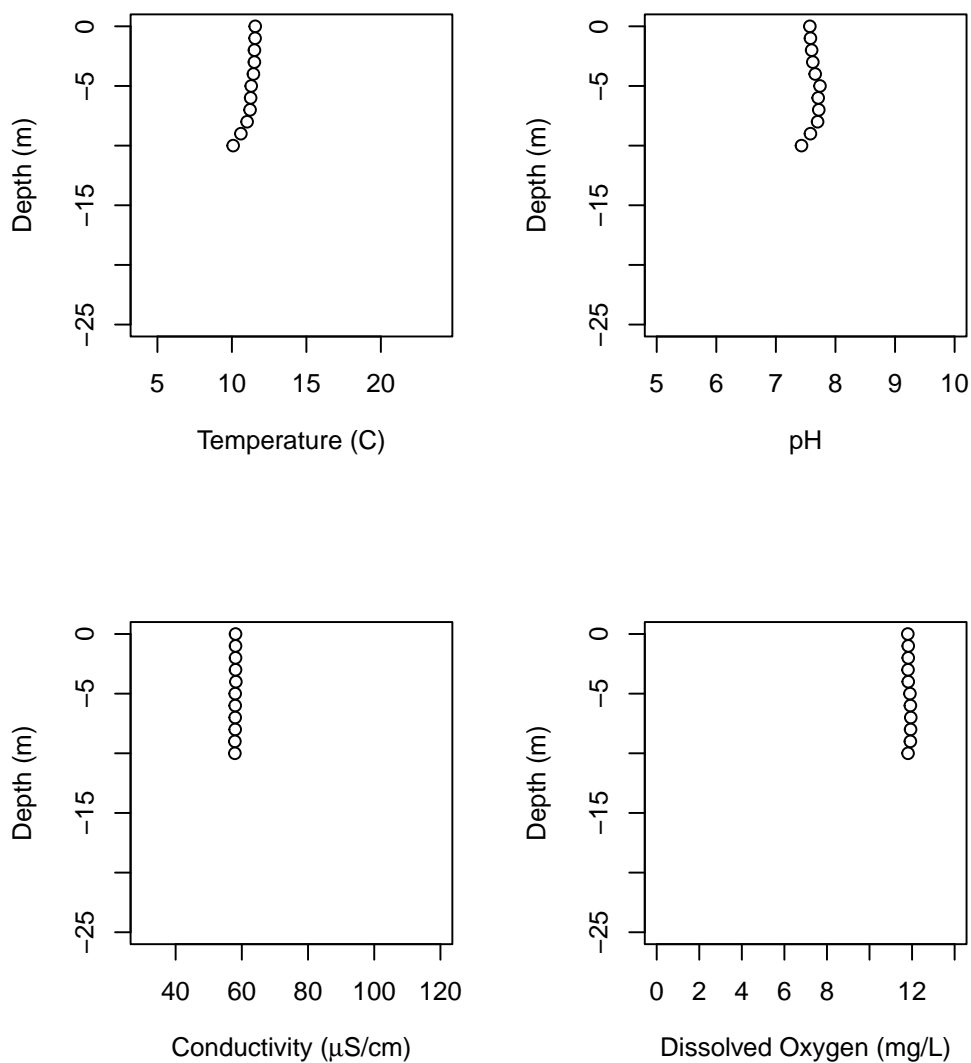 0
−5
−15
−25
Depth (m)
5 10 15 20
Temperature (C)
0
−5
−15
−25
Depth (m)
5 6 7 8 9 10
pH
0
−5
−15
−25
Depth (m)
40 60 80 100 120
Conductivity (μS/cm)
0
−5
−15
−25
Depth (m)
0 2 4 6 8 12
Dissolved Oxygen (mg/L)